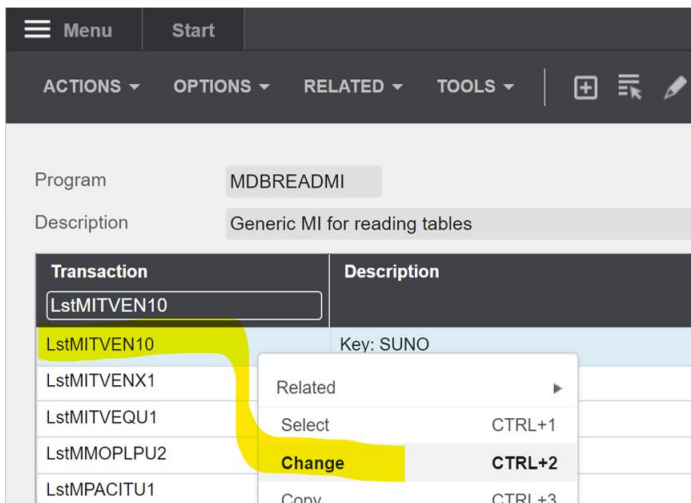 Menu Start
ACTIONS OPTIONS RELATED TOOLS
Program MDBREADMI
Description Generic MI for reading tables
Transaction Description
LstMITVEN10
LstMITVEN10 Key: SUNO
LstMITVENX1
Related
LstMITVEQU1
Select CTRL+1
LstMMOPLPU2
Change CTRL+2
LstMPACITU1
Copy CTRL+3